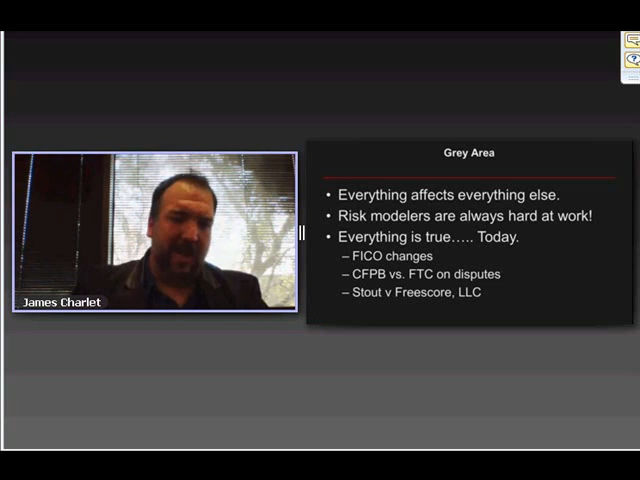 Grey Area
• Everything affects everything else.
• Risk modelers are always hard at work!
• Everything is true….. Today.
– FICO changes
– CFPB vs. FTC on disputes
– Stout v Freescore, LLC
James Charlet